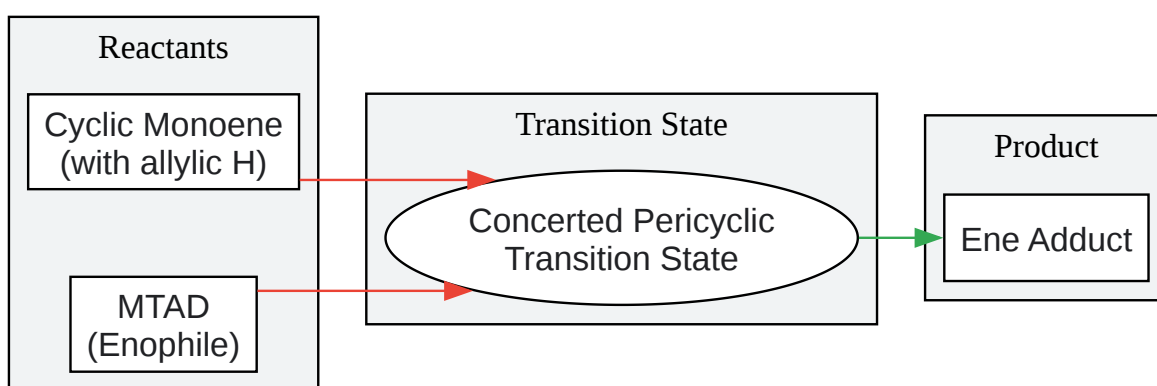 Reactants
Cyclic Monoene
(with allylic H)
MTAD
(Enophile)
Transition State
Concerted Pericyclic
Transition State
Product
Ene Adduct